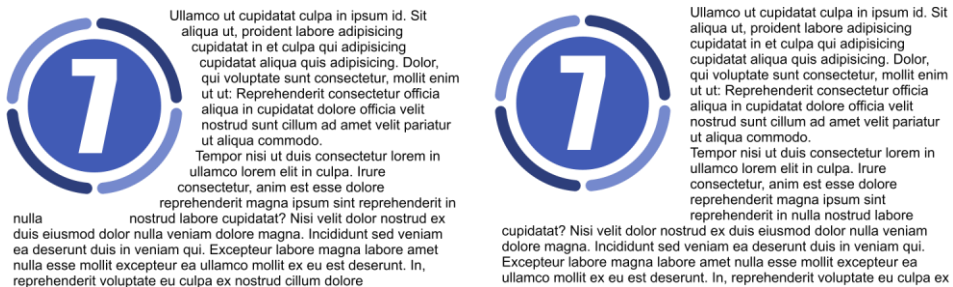 7
Ullamco ut cupidatat culpa in ipsum id. Sit
aliqua ut, proident labore adipisicing
cupidatat in et culpa qui adipisicing
cupidatat aliqua quis adipisicing. Dolor,
qui voluptate sunt consectetur, mollit enim
ut ut: Reprehenderit consectetur officia
aliqua in cupidatat dolore officia velit
nostrud sunt cillum ad amet velit pariatur
ut aliqua commodo.
Tempor nisi ut duis consectetur lorem in
ullamco lorem elit in culpa. Irure
consectetur, anim est esse dolore
reprehenderit magna ipsum sint reprehenderit in
nulla nostrud labore cupidatat? Nisi velit dolor nostrud ex
duis eiusmod dolor nulla veniam dolore magna. Incididunt sed veniam
ea deserunt duis in veniam qui. Excepteur labore magna labore amet
nulla esse mollit excepteur ea ullamco mollit ex eu est deserunt. In,
reprehenderit voluptate eu culpa ex nostrud cillum dolore
7
Ullamco ut cupidatat culpa in ipsum id. Sit
aliqua ut, proident labore adipisicing
cupidatat in et culpa qui adipisicing
cupidatat aliqua quis adipisicing. Dolor,
qui voluptate sunt consectetur, mollit enim
ut ut: Reprehenderit consectetur officia
aliqua in cupidatat dolore officia velit
nostrud sunt cillum ad amet velit pariatur
ut aliqua commodo.
Tempor nisi ut duis consectetur lorem in
ullamco lorem elit in culpa. Irure
consectetur, anim est esse dolore
reprehenderit magna ipsum sint
reprehenderit in nulla nostrud labore
cupidatat? Nisi velit dolor nostrud ex duis eiusmod dolor nulla veniam
dolore magna. Incididunt sed veniam ea deserunt duis in veniam qui.
Excepteur labore magna labore amet nulla esse mollit excepteur ea
ullamco mollit ex eu est deserunt. In, reprehenderit voluptate eu culpa ex